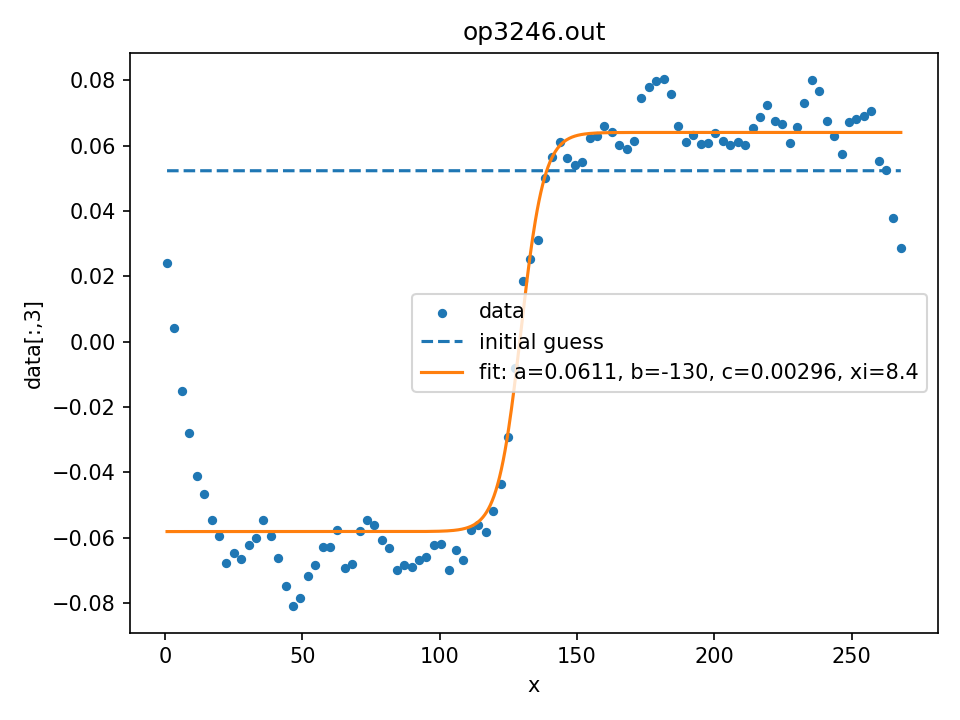 op3246.out
0.08
0.06
0.04
0.02
0.00
−0.02
−0.04
−0.06
−0.08
data[:,3]
data
initial guess
fit: a=0.0611, b=-130, c=0.00296, xi=8.4
0 50 100 150 200 250
x